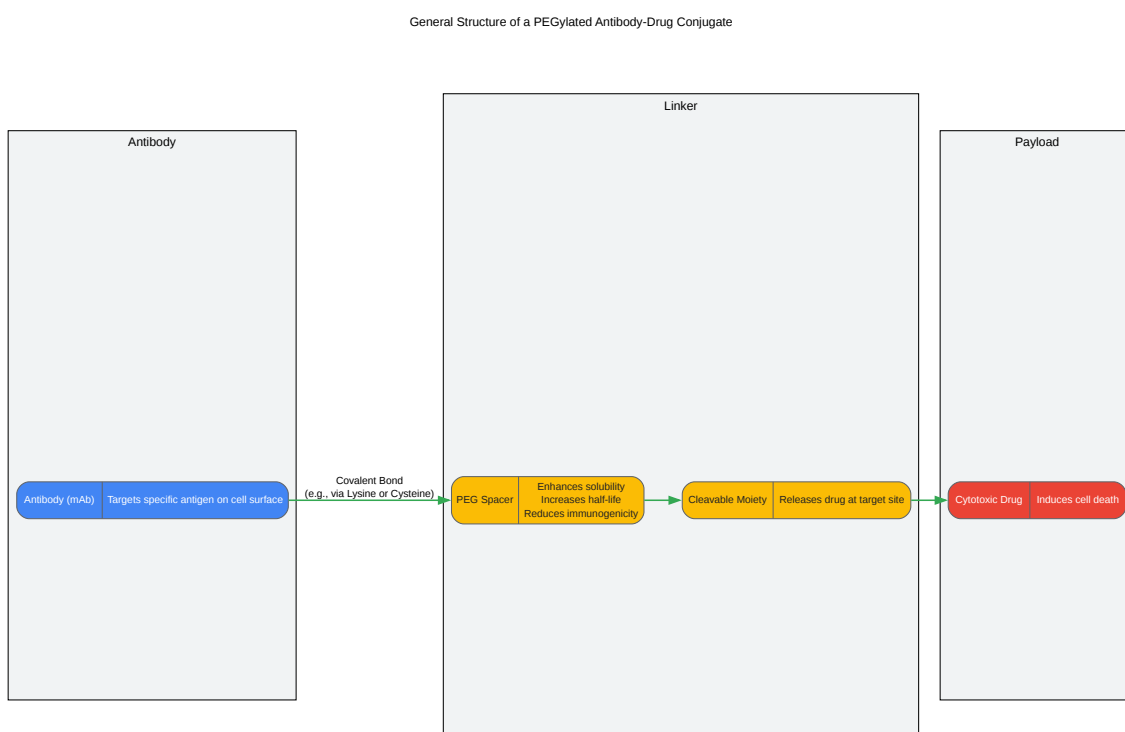 General Structure of a PEGylated Antibody-Drug Conjugate
Antibody
Linker
Payload
Antibody (mAb)
Targets specific antigen on cell surface
Covalent Bond
(e.g., via Lysine or Cysteine)
PEG Spacer
Enhances solubility
Increases half-life
Reduces immunogenicity
Cleavable Moiety
Releases drug at target site
Cytotoxic Drug
Induces cell death